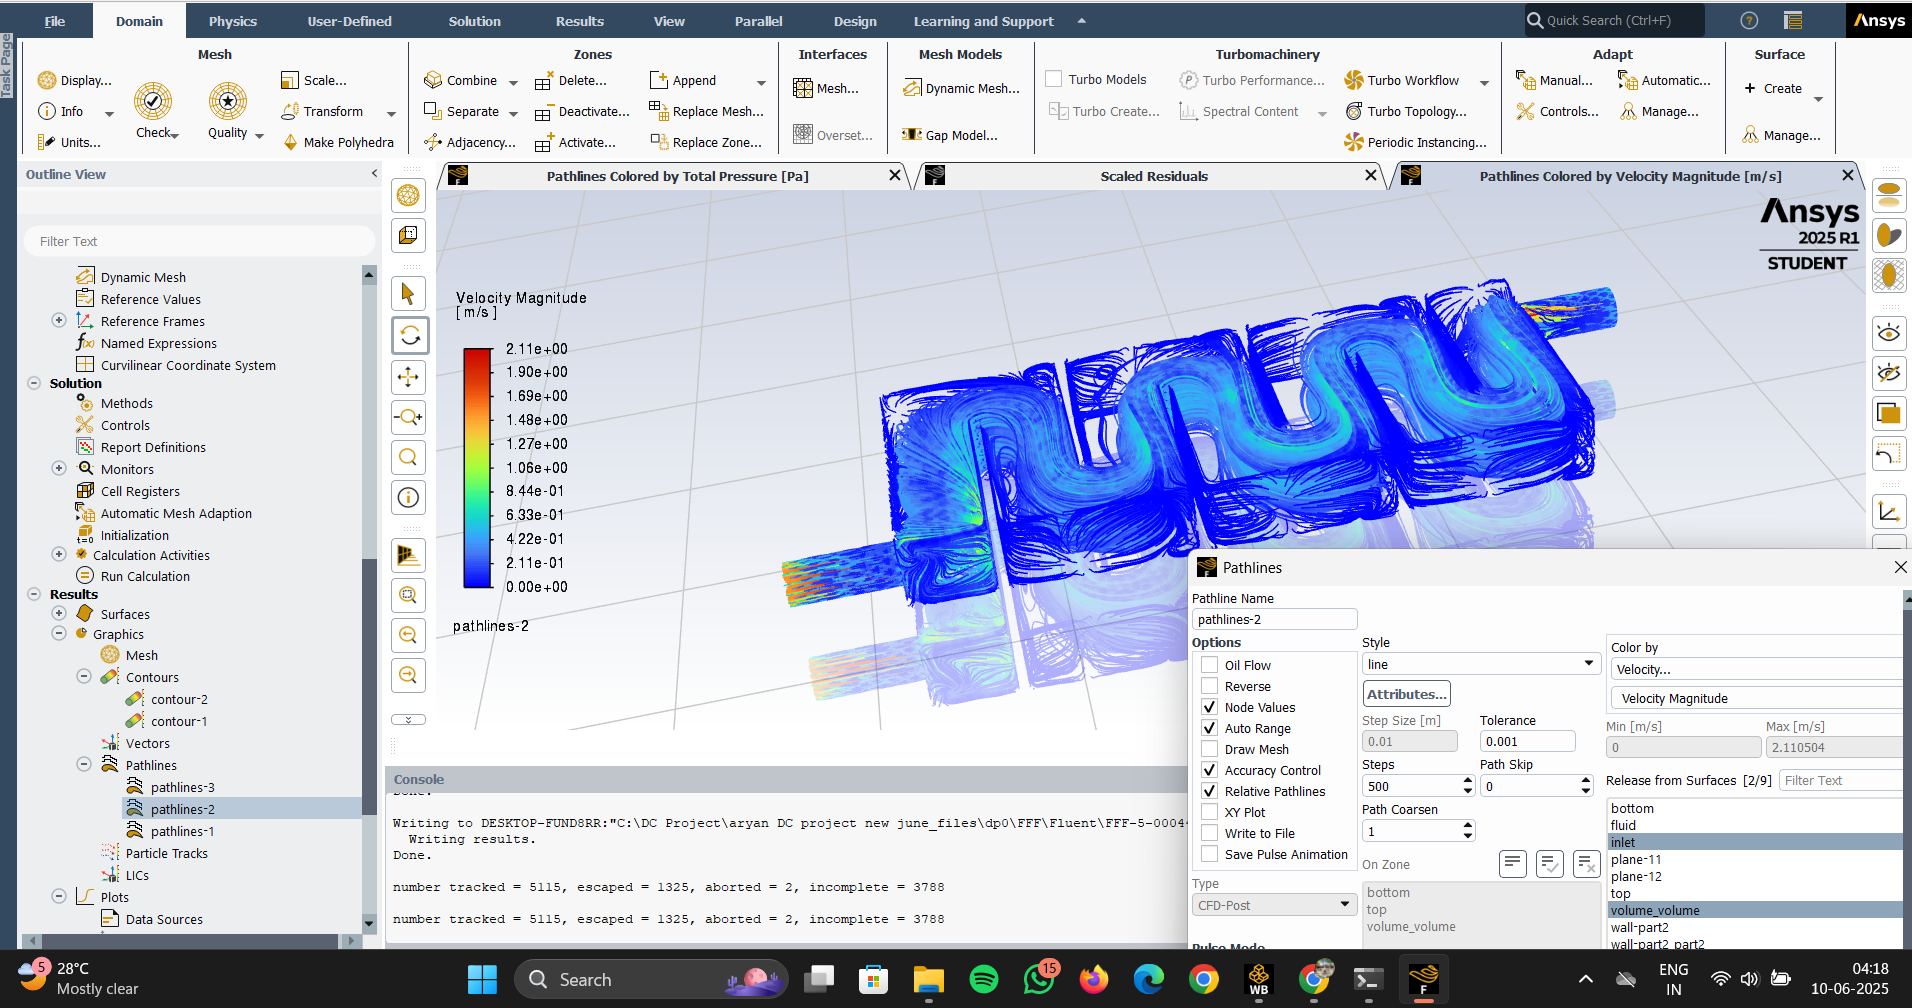 File
Domain
Physics
User-Defined
Solution
Results
View
Parallel
Design
Learning and Support
Quick Search (Ctrl+F)
Ansys
Task Page
Mesh
Zones
Interfaces
Mesh Models
Turbomachinery
Adapt
Surface
Display...
Info
Units...
Check
Quality
Scale...
Transform
Make Polyhedra
Combine
Separate
Adjacency...
Delete...
Deactivate...
Activate...
Append
Replace Mesh...
Replace Zone...
Mesh...
Overset...
Dynamic Mesh...
Gap Model...
Turbo Models
Turbo Create...
Turbo Performance...
Spectral Content
Turbo Workflow
Turbo Topology...
Periodic Instancing...
Manual...
Controls...
Automatic...
Manage...
+ Create
Manage...
Outline View <
Filter Text
Dynamic Mesh
Reference Values
Reference Frames
Named Expressions
Curvilinear Coordinate System
Solution
Methods
Controls
Report Definitions
Monitors
Cell Registers
Automatic Mesh Adaption
Initialization
Calculation Activities
Run Calculation
Results
Surfaces
Graphics
Mesh
Contours
contour-2
contour-1
Vectors
Pathlines
pathlines-3
pathlines-2
pathlines-1
Particle Tracks
LICs
Plots
Data Sources
Pathlines Colored by Total Pressure [Pa]
Scaled Residuals
Pathlines Colored by Velocity Magnitude [m/s]
Ansys
2025 R1
STUDENT
Velocity Magnitude
[ m/s ]
2.11e+00
1.90e+00
1.69e+00
1.48e+00
1.27e+00
1.06e+00
8.44e-01
6.33e-01
4.22e-01
2.11e-01
0.00e+00
pathlines-2
Console
Done.
Writing to DESKTOP-FUND8RR:"C:\DC Project\aryan DC project new june_files\dp0\FFF\Fluent\FFF-5-0004
Writing results.
Done.
number tracked = 5115, escaped = 1325, aborted = 2, incomplete = 3788
number tracked = 5115, escaped = 1325, aborted = 2, incomplete = 3788
Pathlines
Pathline Name
pathlines-2
Options
Oil Flow
Reverse
Node Values
Auto Range
Draw Mesh
Accuracy Control
Relative Pathlines
XY Plot
Write to File
Save Pulse Animation
Type
CFD-Post
Pulse Mode
Style
line
Attributes...
Step Size [m]
0.01
Tolerance
0.001
Steps
500
Path Skip
0
Path Coarsen
1
On Zone
bottom
top
volume_volume
Color by
Velocity...
Velocity Magnitude
Min [m/s]
0
Max [m/s]
2.110504
Release from Surfaces [2/9]
Filter Text
bottom
fluid
inlet
plane-11
plane-12
top
volume_volume
wall-part2
wall-part2 part2
5
28°C
Mostly clear
Search
15
WB
F
ENG
IN
04:18
10-06-2025